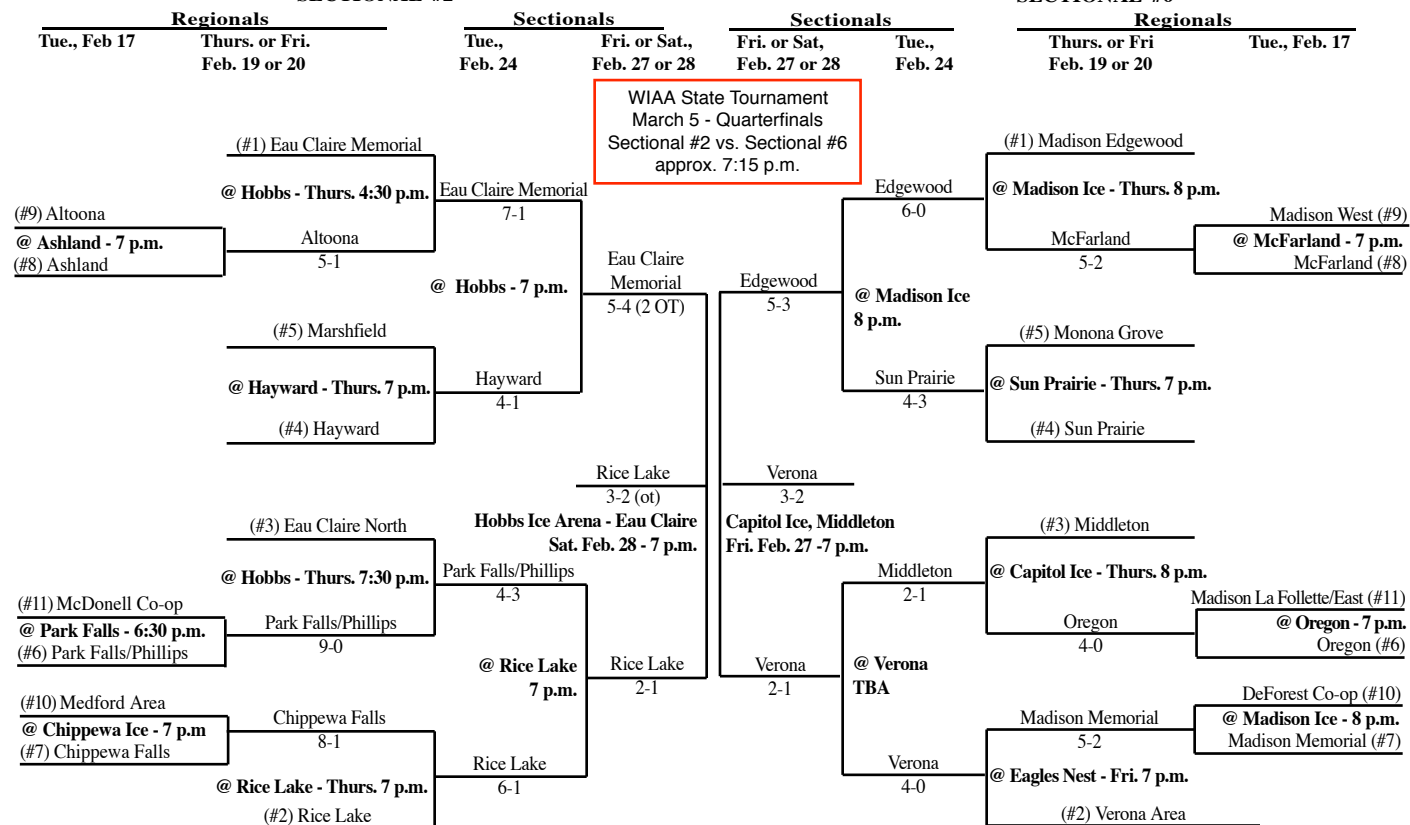 SECTIONAL #2
SECTIONAL #6
Regionals
Sectionals
Sectionals
Regionals
Tue., Feb 17
Thurs. or Fri.
Feb. 19 or 20
Tue.,
Feb. 24
Fri. or Sat.,
Feb. 27 or 28
Fri. or Sat,
Feb. 27 or 28
Tue.,
Feb. 24
Thurs. or Fri
Feb. 19 or 20
Tue., Feb. 17
WIAA State Tournament
March 5 - Quarterfinals
Sectional #2 vs. Sectional #6
approx. 7:15 p.m.
(#1) Eau Claire Memorial
@ Hobbs - Thurs. 4:30 p.m.
(#9) Altoona
@ Ashland - 7 p.m.
(#8) Ashland
Altoona
5-1
Eau Claire Memorial
7-1
@ Hobbs - 7 p.m.
Eau Claire
Memorial
5-4 (2 OT)
(#5) Marshfield
@ Hayward - Thurs. 7 p.m.
(#4) Hayward
Hayward
4-1
Rice Lake
3-2 (ot)
Hobbs Ice Arena - Eau Claire
Sat. Feb. 28 - 7 p.m.
(#3) Eau Claire North
@ Hobbs - Thurs. 7:30 p.m.
Park Falls/Phillips
4-3
(#11) McDonell Co-op
@ Park Falls - 6:30 p.m.
(#6) Park Falls/Phillips
Park Falls/Phillips
9-0
@ Rice Lake
7 p.m.
Rice Lake
2-1
(#10) Medford Area
@ Chippewa Ice - 7 p.m
(#7) Chippewa Falls
Chippewa Falls
8-1
@ Rice Lake - Thurs. 7 p.m.
(#2) Rice Lake
Rice Lake
6-1
(#1) Madison Edgewood
@ Madison Ice - Thurs. 8 p.m.
Edgewood
6-0
Madison West (#9)
@ McFarland - 7 p.m.
McFarland (#8)
McFarland
5-2
Edgewood
5-3
@ Madison Ice
8 p.m.
(#5) Monona Grove
@ Sun Prairie - Thurs. 7 p.m.
(#4) Sun Prairie
Sun Prairie
4-3
Verona
3-2
Capitol Ice, Middleton
Fri. Feb. 27 -7 p.m.
(#3) Middleton
@ Capitol Ice - Thurs. 8 p.m.
Middleton
2-1
Madison La Follette/East (#11)
@ Oregon - 7 p.m.
Oregon (#6)
Oregon
4-0
Verona
2-1
@ Verona
TBA
DeForest Co-op (#10)
@ Madison Ice - 8 p.m.
Madison Memorial (#7)
Madison Memorial
5-2
@ Eagles Nest - Fri. 7 p.m.
(#2) Verona Area
Verona
4-0